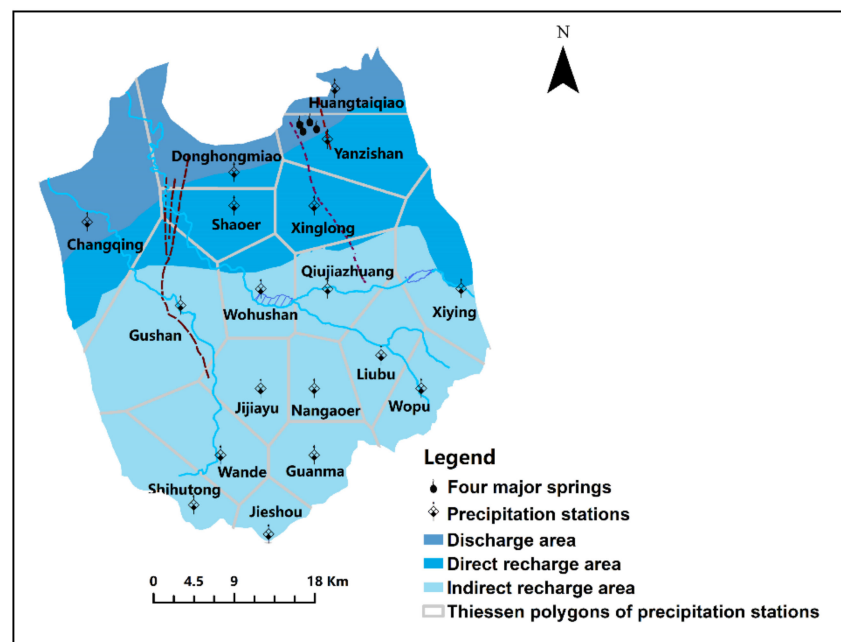 N
Huangtaiqiao
Donghongmiao
Yanzishan
Shaoer
Xinglong
Changqing
Qiujiazhuang
Wohushan
Xiying
Gushan
Liubu
Jijiayu
Nangaoer
Wopu
Wande
Guanma
Shihutong
Jieshou
Legend
Four major springs
Precipitation stations
Discharge area
Direct recharge area
Indirect recharge area
Thiessen polygons of precipitation stations
0 4.5 9 18 Km